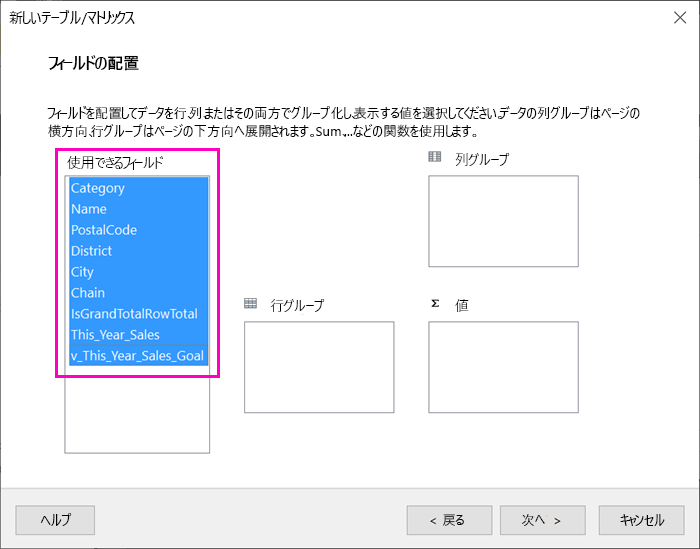 新しいテーブル/マトリックス
フィールドの配置
フィールドを配置してデータを行、列またはその両方でグループ化し、表示する値を選択してください。データの列グループはページの
横方向、行グループはページの下方向へ展開されます。Sum、...などの関数を使用します。
使用できるフィールド
列グループ
Category
Name
PostalCode
District
City
Chain
IsGrandTotalRowTotal
This_Year_Sales
v_This_Year_Sales_Goal
行グループ
Σ 値
ヘルプ
< 戻る
次へ >
キャンセル